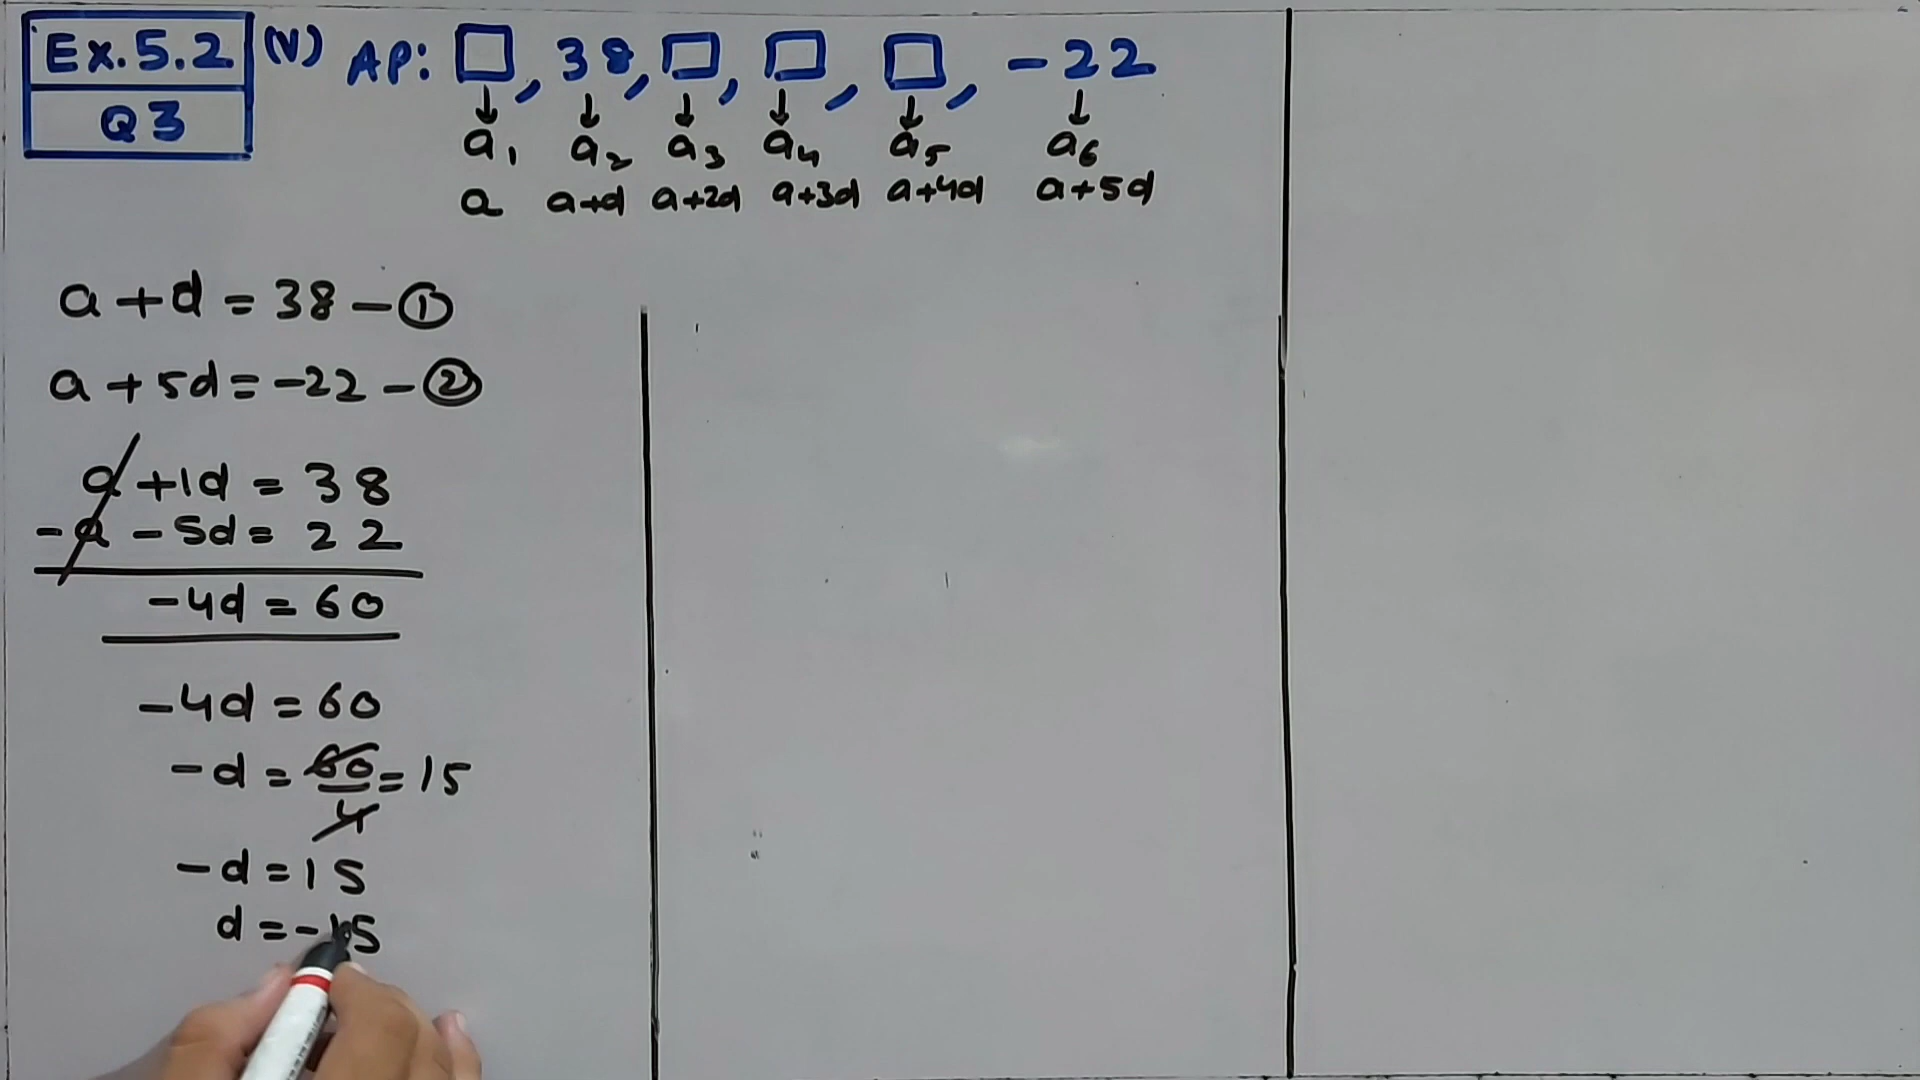 Ex.5.2 (V) AP: □, 38, □, □, □, -22
Q3
↓ ↓ ↓ ↓ ↓ ↓
a₁ a₂ a₃ a₄ a₅ a₆
a a+d a+2d a+3d a+4d a+5d
a+d=38-①
a+5d=-22-②
a+1d=38
-a-5d=22
-4d=60
-4d=60
-d=60/4=15
-d=15
d=-15